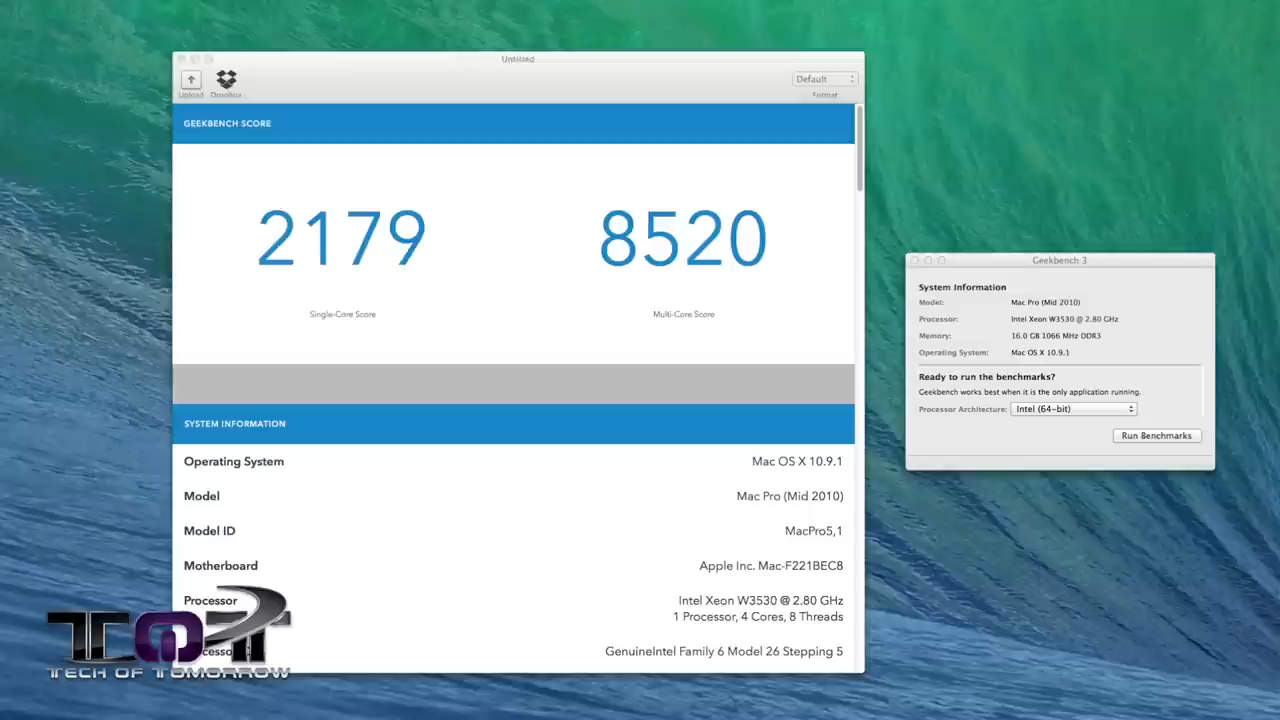 Untitled
Upload
Dropbox
Default
Format
GEEKBENCH SCORE
2179
8520
Single-Core Score
Multi-Core Score
SYSTEM INFORMATION
Operating System
Mac OS X 10.9.1
Model
Mac Pro (Mid 2010)
Model ID
MacPro5,1
Motherboard
Apple Inc. Mac-F221BEC8
Processor
Intel Xeon W3530 @ 2.80 GHz
1 Processor, 4 Cores, 8 Threads
GenuineIntel Family 6 Model 26 Stepping 5
Geekbench 3
System Information
Model:
Mac Pro (Mid 2010)
Processor:
Intel Xeon W3530 @ 2.80 GHz
Memory:
16.0 GB 1066 MHz DDR3
Operating System:
Mac OS X 10.9.1
Ready to run the benchmarks?
Geekbench works best when it is the only application running.
Processor Architecture:
Intel (64-bit)
Run Benchmarks
TECH OF TOMORROW